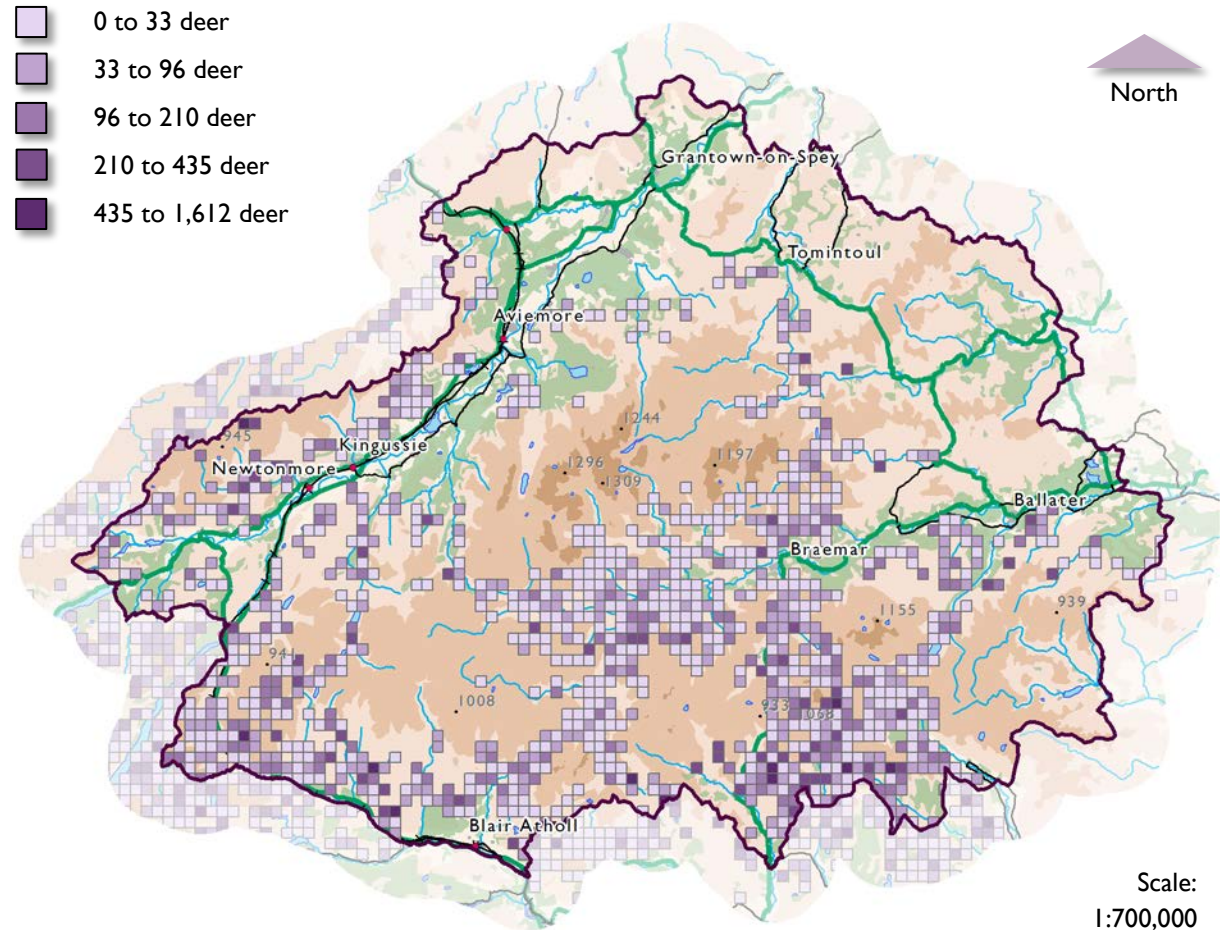 0 to 33 deer
33 to 96 deer
96 to 210 deer
210 to 435 deer
435 to 1,612 deer
North
Grantown-on-Spey
Tomintoul
Aviemore
1244
945
Kingussie
1296
1197
Newtonmore
1309
Ballater
Braemar
939
1155
941
1008
933
1068
Blair Atholl
Scale:
1:700,000